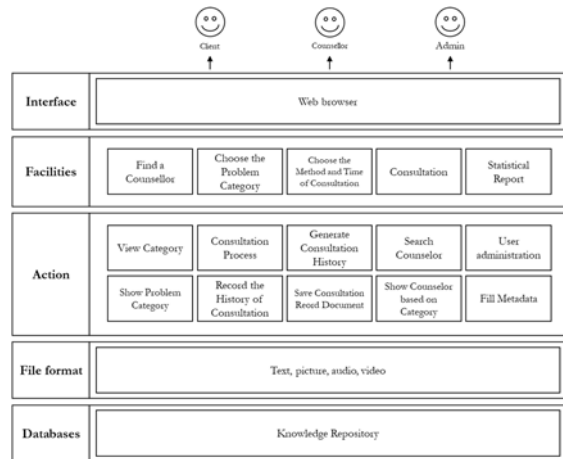 Client Counsellor Admin
Interface
Web browser
Facilities
Find a
Counsellor
Choose the
Problem
Category
Choose the
Method and Time
of Consultation
Consultation
Statistical
Report
Action
View Category
Consultation
Process
Generate
Consultation
History
Search
Counselor
User
administration
Show Problem
Category
Record the
History of
Consultation
Save Consultation
Reord Document
Show Counselor
based on
Category
Fill Metadata
File format
Text, picture, audio, video
Databases
Knowledge Repository